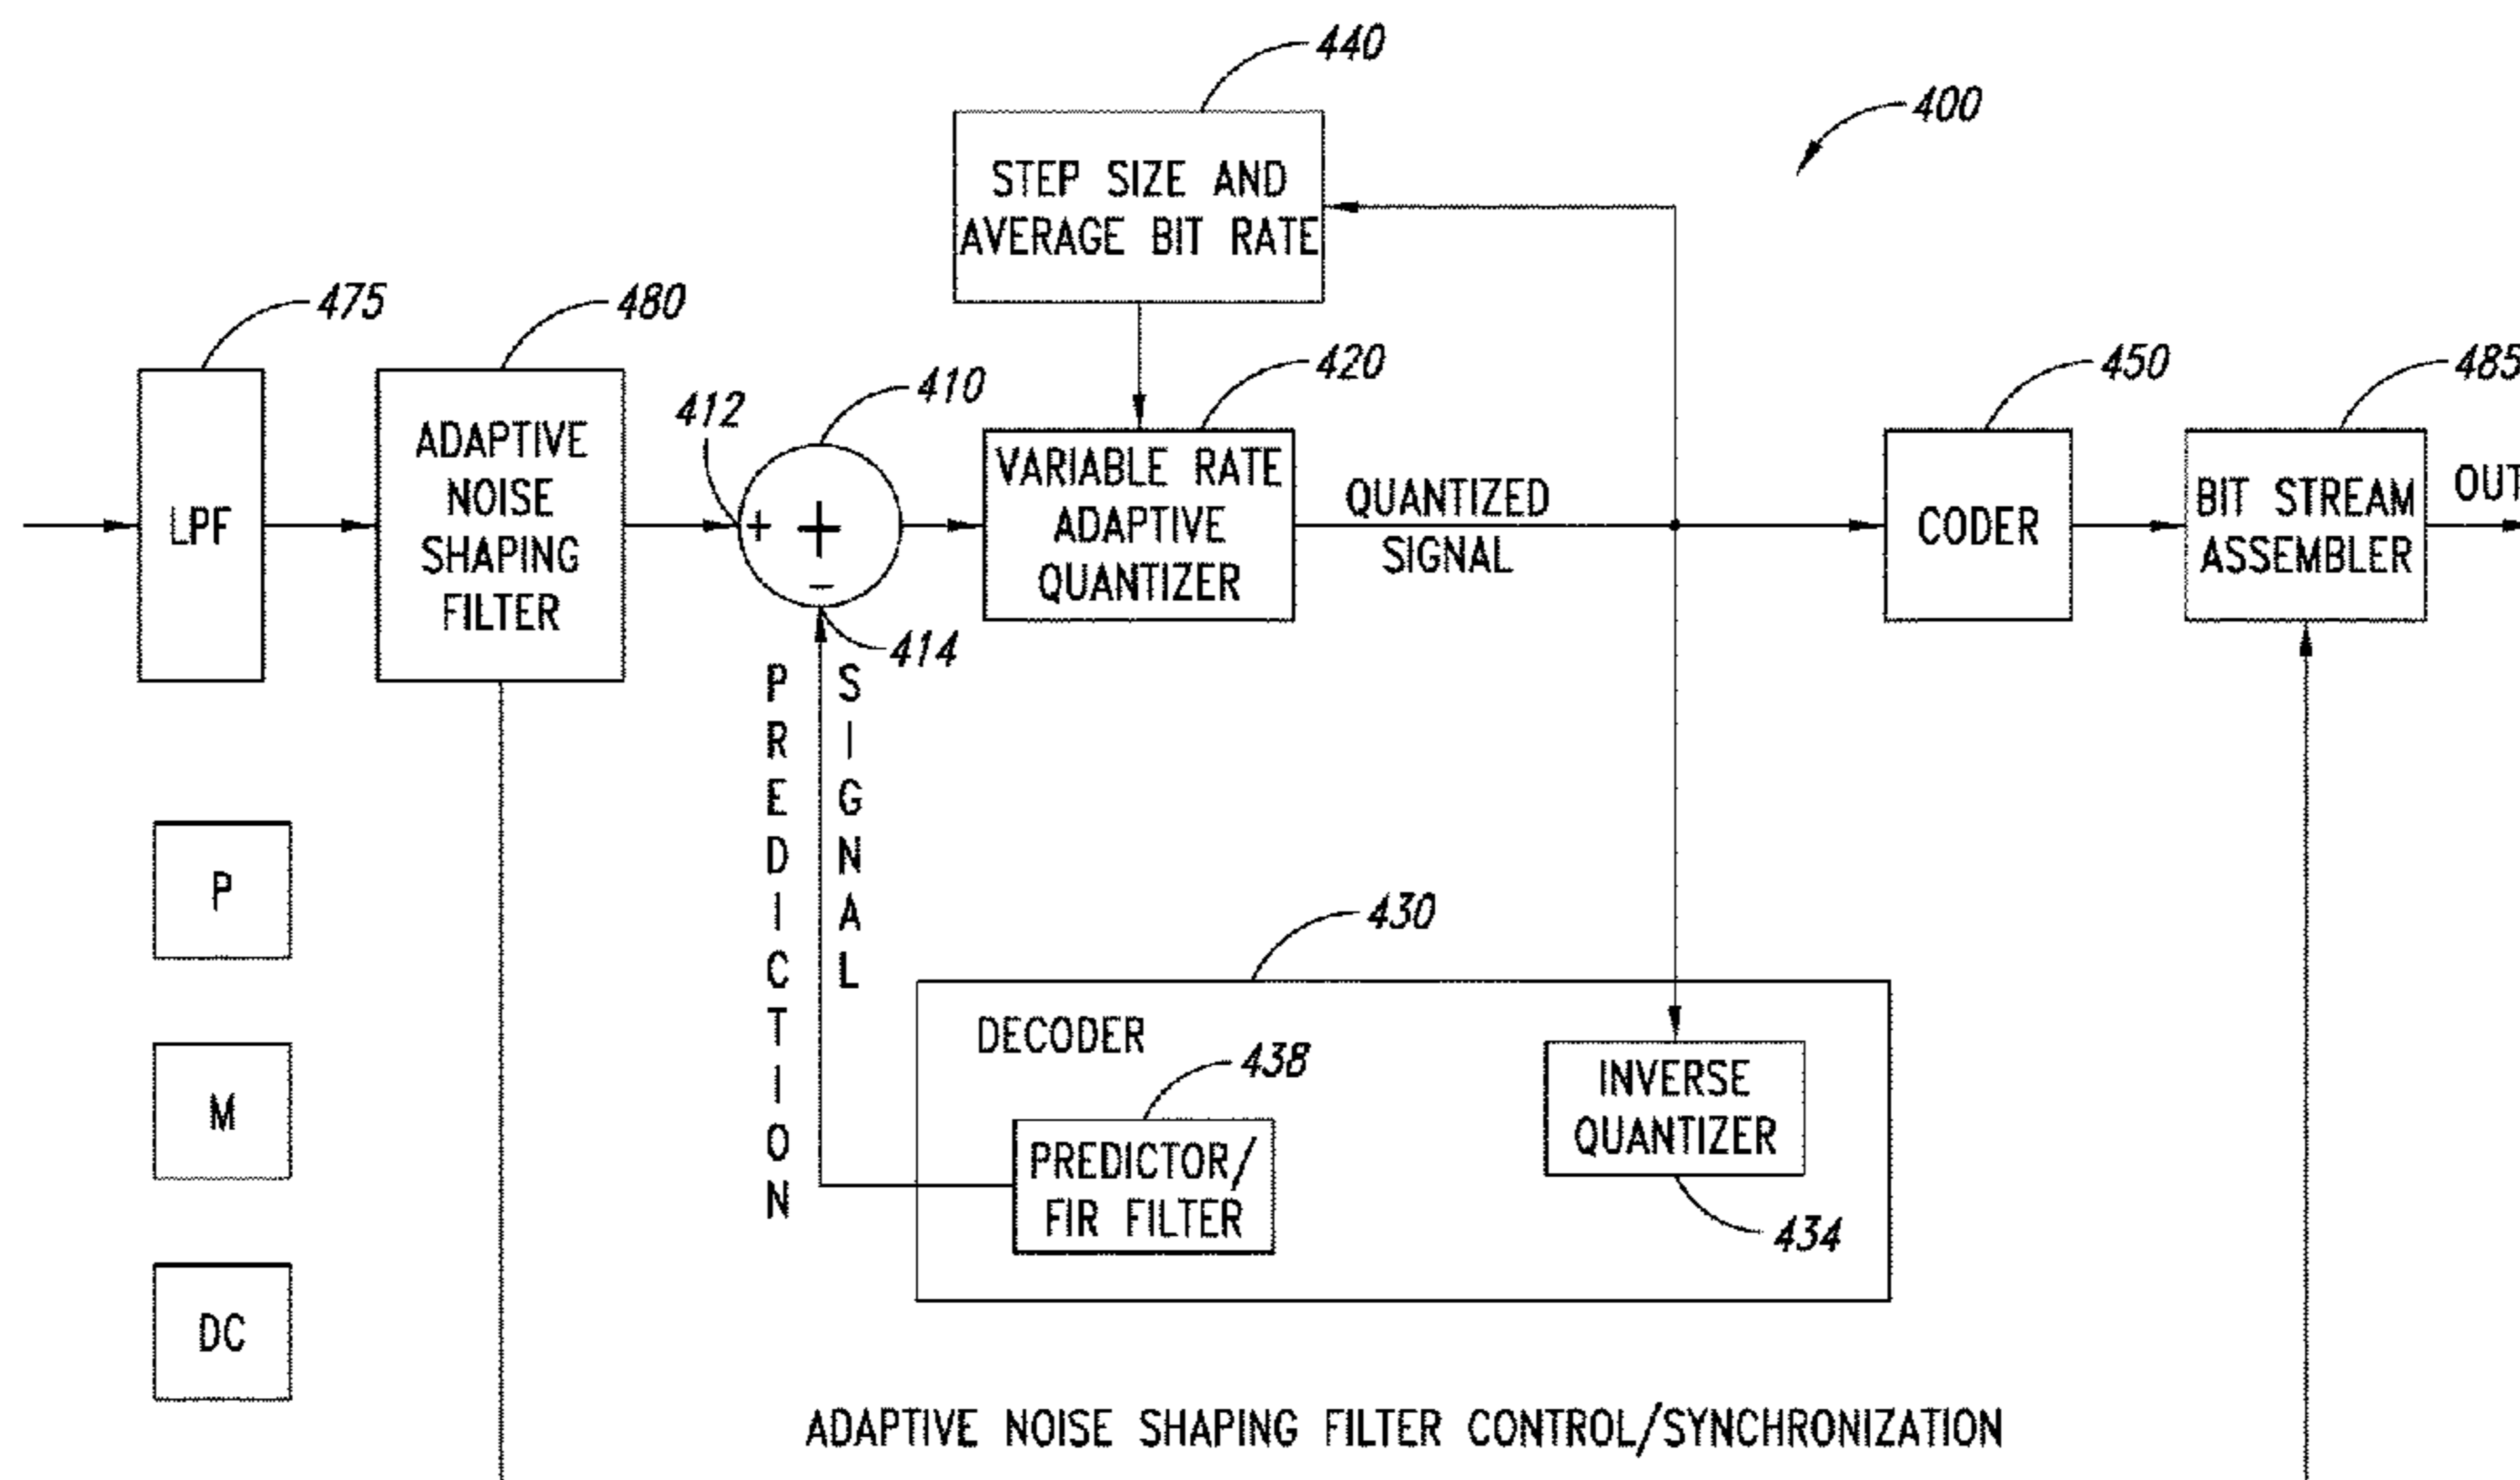 440
400
STEP SIZE AND
AVERAGE BIT RATE
475
480
412
410
420
450
485
LPF
ADAPTIVE
NOISE
SHAPING
FILTER
+
+
-
414
VARIABLE RATE
ADAPTIVE
QUANTIZER
QUANTIZED
SIGNAL
CODER
BIT STREAM
ASSEMBLER
OUT
PREDICTION
SIGNAL
P
M
DC
430
DECODER
438
PREDICTOR/
FIR FILTER
INVERSE
QUANTIZER
434
ADAPTIVE NOISE SHAPING FILTER CONTROL/SYNCHRONIZATION